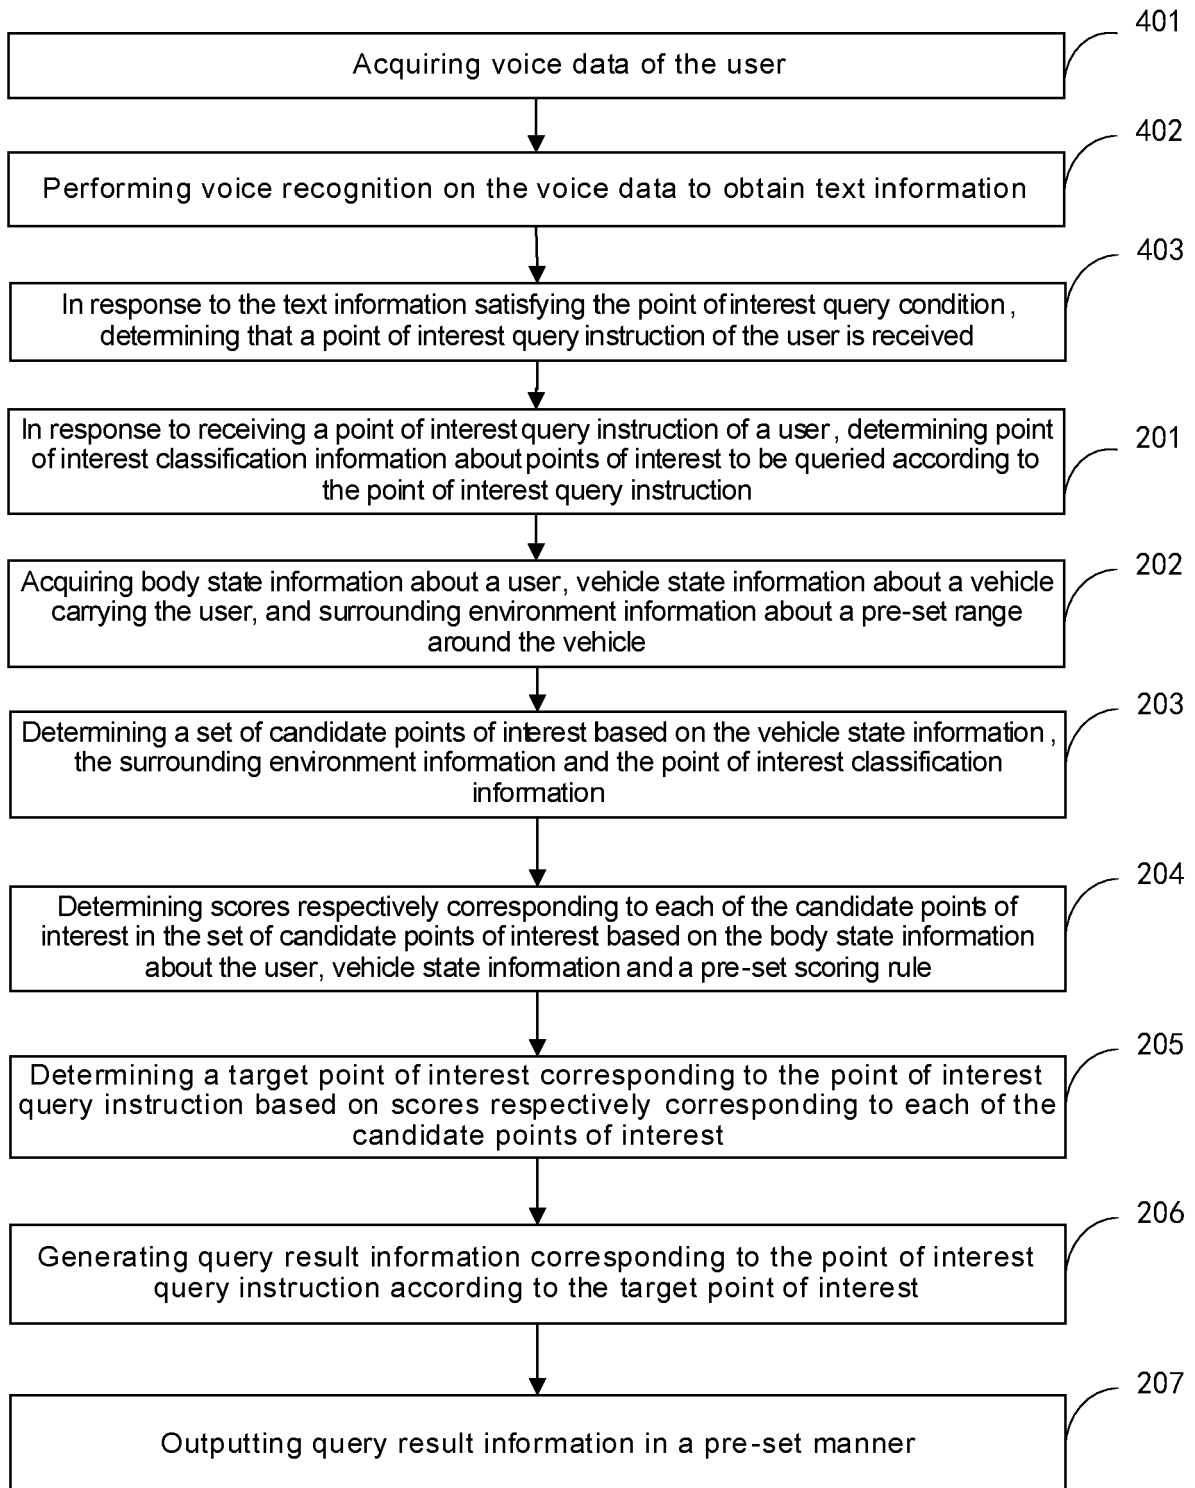 401
Acquiring voice data of the user
402
Performing voice recognition on the voice data to obtain text information
403
In response to the text information satisfying the point of interest query condition,
determining that a point of interest query instruction of the user is received
201
In response to receiving a point of interest query instruction of a user, determining point
of interest classification information about points of interest to be queried according to
the point of interest query instruction
202
Acquiring body state information about a user, vehicle state information about a vehicle
carrying the user, and surrounding environment information about a pre-set range
around the vehicle
203
Determining a set of candidate points of interest based on the vehicle state information,
the surrounding environment information and the point of interest classification
information
204
Determining scores respectively corresponding to each of the candidate points of
interest in the set of candidate points of interest based on the body state information
about the user, vehicle state information and a pre-set scoring rule
205
Determining a target point of interest corresponding to the point of interest
query instruction based on scores respectively corresponding to each of the
candidate points of interest
206
Generating query result information corresponding to the point of interest
query instruction according to the target point of interest
207
Outputting query result information in a pre-set manner